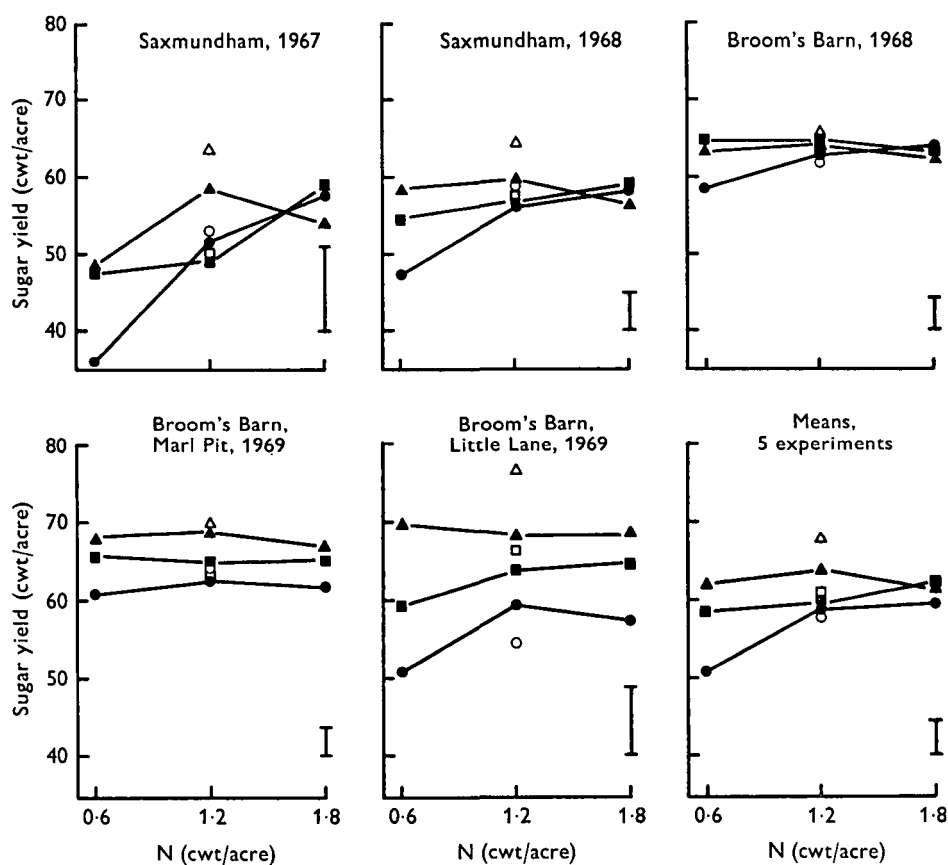 80
70
60
50
40
Sugar yield (cwt/acre)
Saxmundham, 1967
Saxmundham, 1968
Broom's Barn, 1968
80
70
60
50
40
Sugar yield (cwt/acre)
Broom's Barn,
Marl Pit, 1969
Broom's Barn,
Little Lane, 1969
Means,
5 experiments
0·6 1·2 1·8
0·6 1·2 1·8
0·6 1·2 1·8
N (cwt/acre)
N (cwt/acre)
N (cwt/acre)